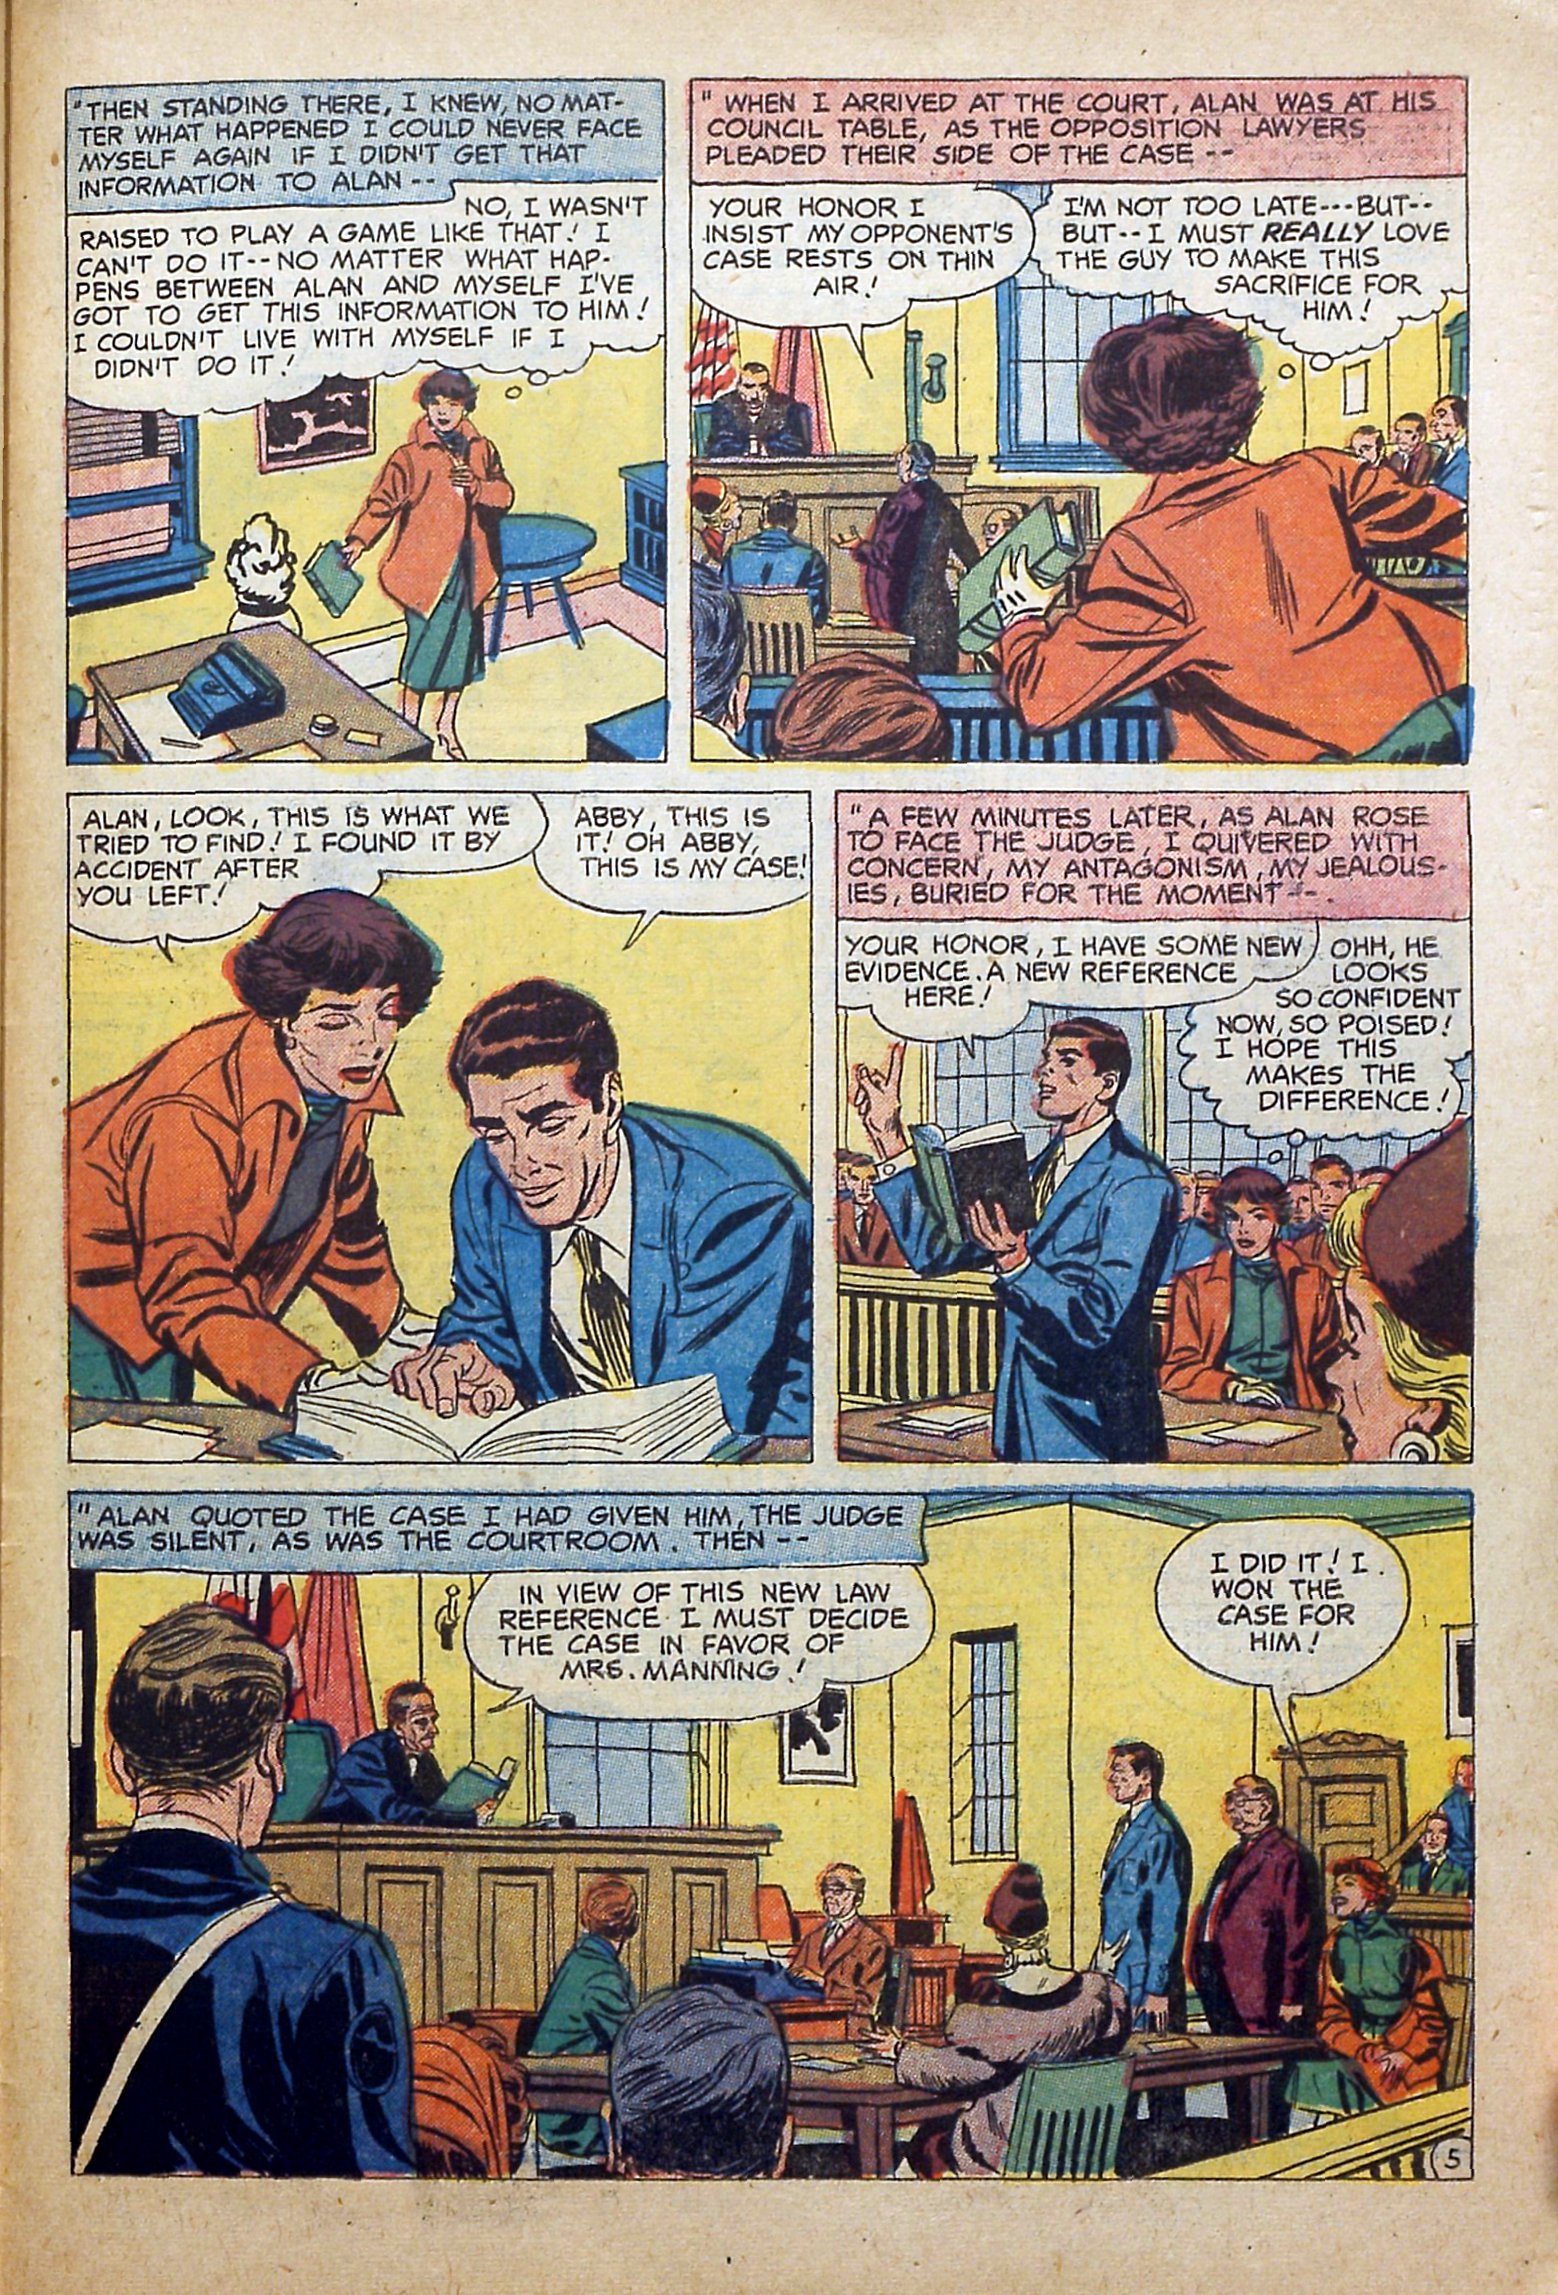 "THEN STANDING THERE, I KNEW, NO MAT-
TER WHAT HAPPENED I COULD NEVER FACE
MYSELF AGAIN IF I DIDN'T GET THAT
INFORMATION TO ALAN --
NO, I WASN'T
RAISED TO PLAY A GAME LIKE THAT! I
CAN'T DO IT--NO MATTER WHAT HAP-
PENS BETWEEN ALAN AND MYSELF I'VE
GOT TO GET THIS INFORMATION TO HIM!
I COULDN'T LIVE WITH MYSELF IF I
DIDN'T DO IT!
"WHEN I ARRIVED AT THE COURT, ALAN WAS AT HIS
COUNCIL TABLE, AS THE OPPOSITION LAWYERS
PLEADED THEIR SIDE OF THE CASE --
YOUR HONOR I
INSIST MY OPPONENT'S
CASE RESTS ON THIN
AIR!
I'M NOT TOO LATE---BUT--
BUT--I MUST REALLY LOVE
THE GUY TO MAKE THIS
SACRIFICE FOR
HIM!
ALAN, LOOK, THIS IS WHAT WE
TRIED TO FIND! I FOUND IT BY
ACCIDENT AFTER
YOU LEFT!
ABBY, THIS IS
IT! OH ABBY,
THIS IS MY CASE!
"A FEW MINUTES LATER, AS ALAN ROSE
TO FACE THE JUDGE, I QUIVERED WITH
CONCERN, MY ANTAGONISM, MY JEALOUS-
IES, BURIED FOR THE MOMENT --.
YOUR HONOR, I HAVE SOME NEW
EVIDENCE. A NEW REFERENCE
HERE!
OHH, HE
LOOKS
SO CONFIDENT
NOW, SO POISED!
I HOPE THIS
MAKES THE
DIFFERENCE!
"ALAN QUOTED THE CASE I HAD GIVEN HIM, THE JUDGE
WAS SILENT, AS WAS THE COURTROOM. THEN --
IN VIEW OF THIS NEW LAW
REFERENCE I MUST DECIDE
THE CASE IN FAVOR OF
MRS. MANNING!
I DID IT! I
WON THE
CASE FOR
HIM!
5